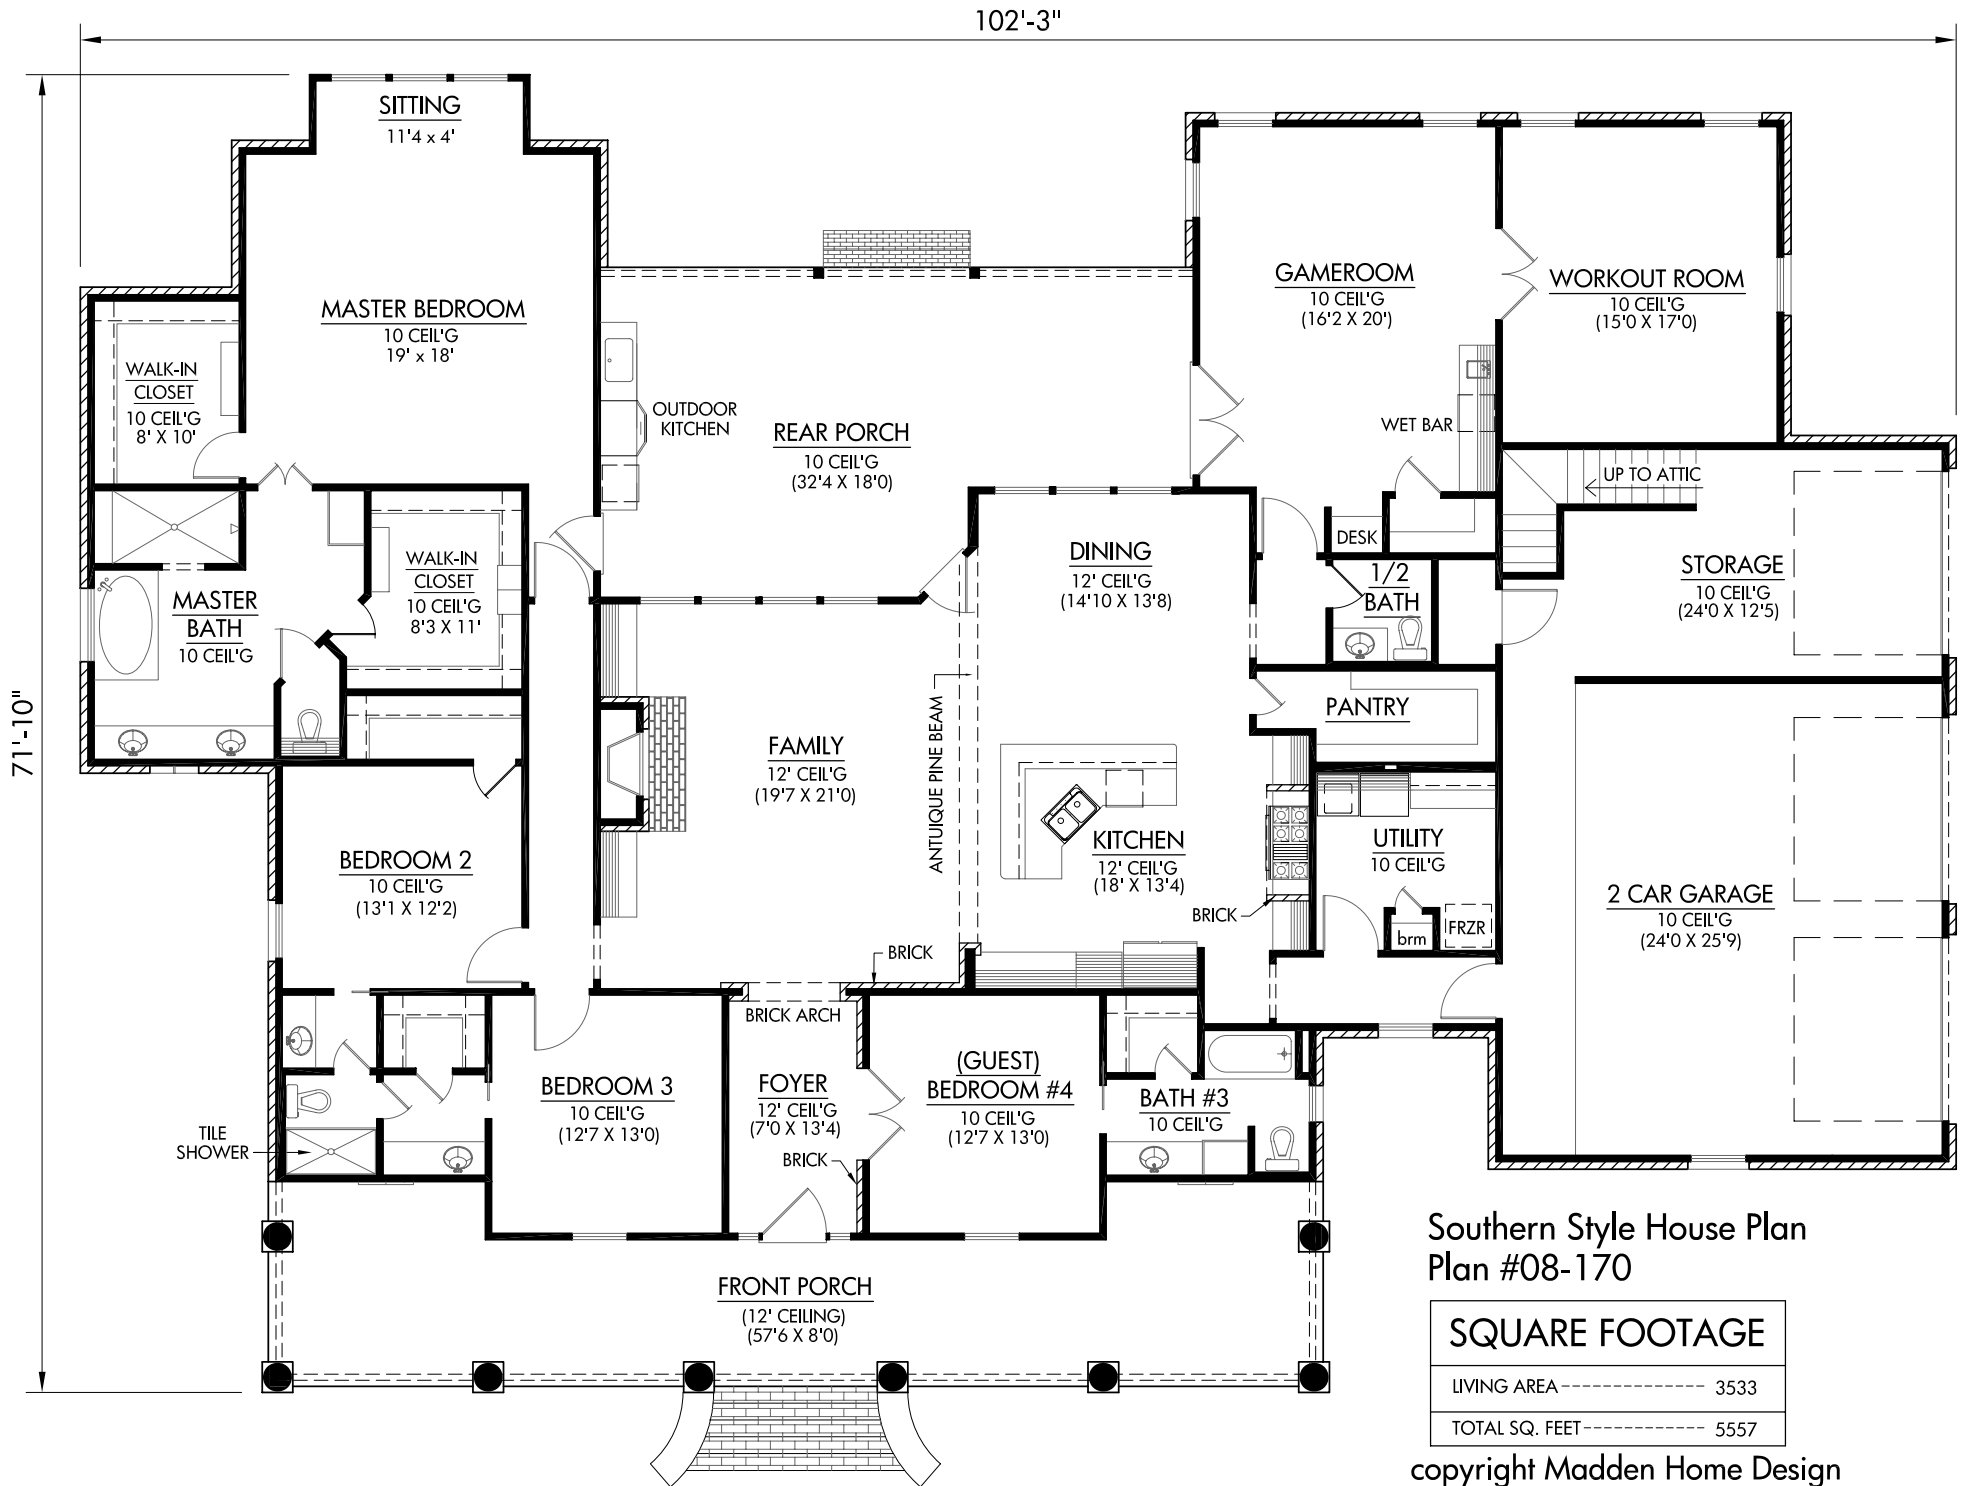 102'-3"
71'-10"
SITTING
11'4 x 4'
MASTER BEDROOM
10 CEIL'G
19' x 18'
WALK-IN
CLOSET
10 CEIL'G
8' X 10'
OUTDOOR
KITCHEN
REAR PORCH
10 CEIL'G
(32'4 X 18'0)
GAMEROOM
10 CEIL'G
(16'2 X 20')
WORKOUT ROOM
10 CEIL'G
(15'0 X 17'0)
WET BAR
UP TO ATTIC
DESK
WALK-IN
CLOSET
10 CEIL'G
8'3 X 11'
MASTER
BATH
10 CEIL'G
DINING
12' CEIL'G
(14'10 X 13'8)
1/2
BATH
STORAGE
10 CEIL'G
(24'0 X 12'5)
ANTUIQUE PINE BEAM
PANTRY
FAMILY
12' CEIL'G
(19'7 X 21'0)
KITCHEN
12' CEIL'G
(18' X 13'4)
BRICK
UTILITY
10 CEIL'G
brm
FRZR
2 CAR GARAGE
10 CEIL'G
(24'0 X 25'9)
BEDROOM 2
10 CEIL'G
(13'1 X 12'2)
BRICK
BRICK ARCH
TILE
SHOWER
BEDROOM 3
10 CEIL'G
(12'7 X 13'0)
FOYER
12' CEIL'G
(7'0 X 13'4)
BRICK
(GUEST)
BEDROOM #4
10 CEIL'G
(12'7 X 13'0)
BATH #3
10 CEIL'G
FRONT PORCH
(12' CEILING)
(57'6 X 8'0)
Southern Style House Plan
Plan #08-170
SQUARE FOOTAGE
LIVING AREA ---------------- 3533
TOTAL SQ. FEET ------------- 5557
copyright Madden Home Design